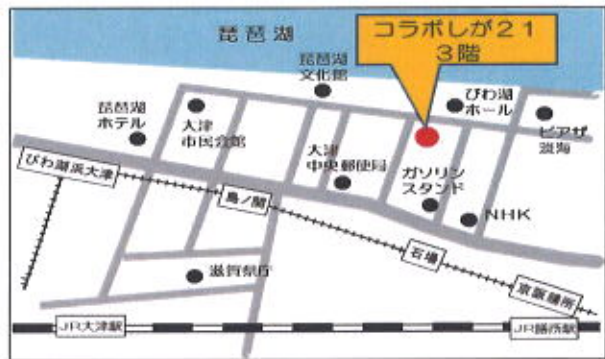 琵琶湖
コラボしが21
3階
琵琶湖
文化館
びわ湖
ホール
琵琶湖
ホテル
大津
市民会館
ピアザ
淡海
大津
中央郵便局
ガソリン
スタンド
びわ湖浜大津
島ノ関
NHK
石場
滋賀県庁
京阪膳所
JR大津駅
JR膳所駅